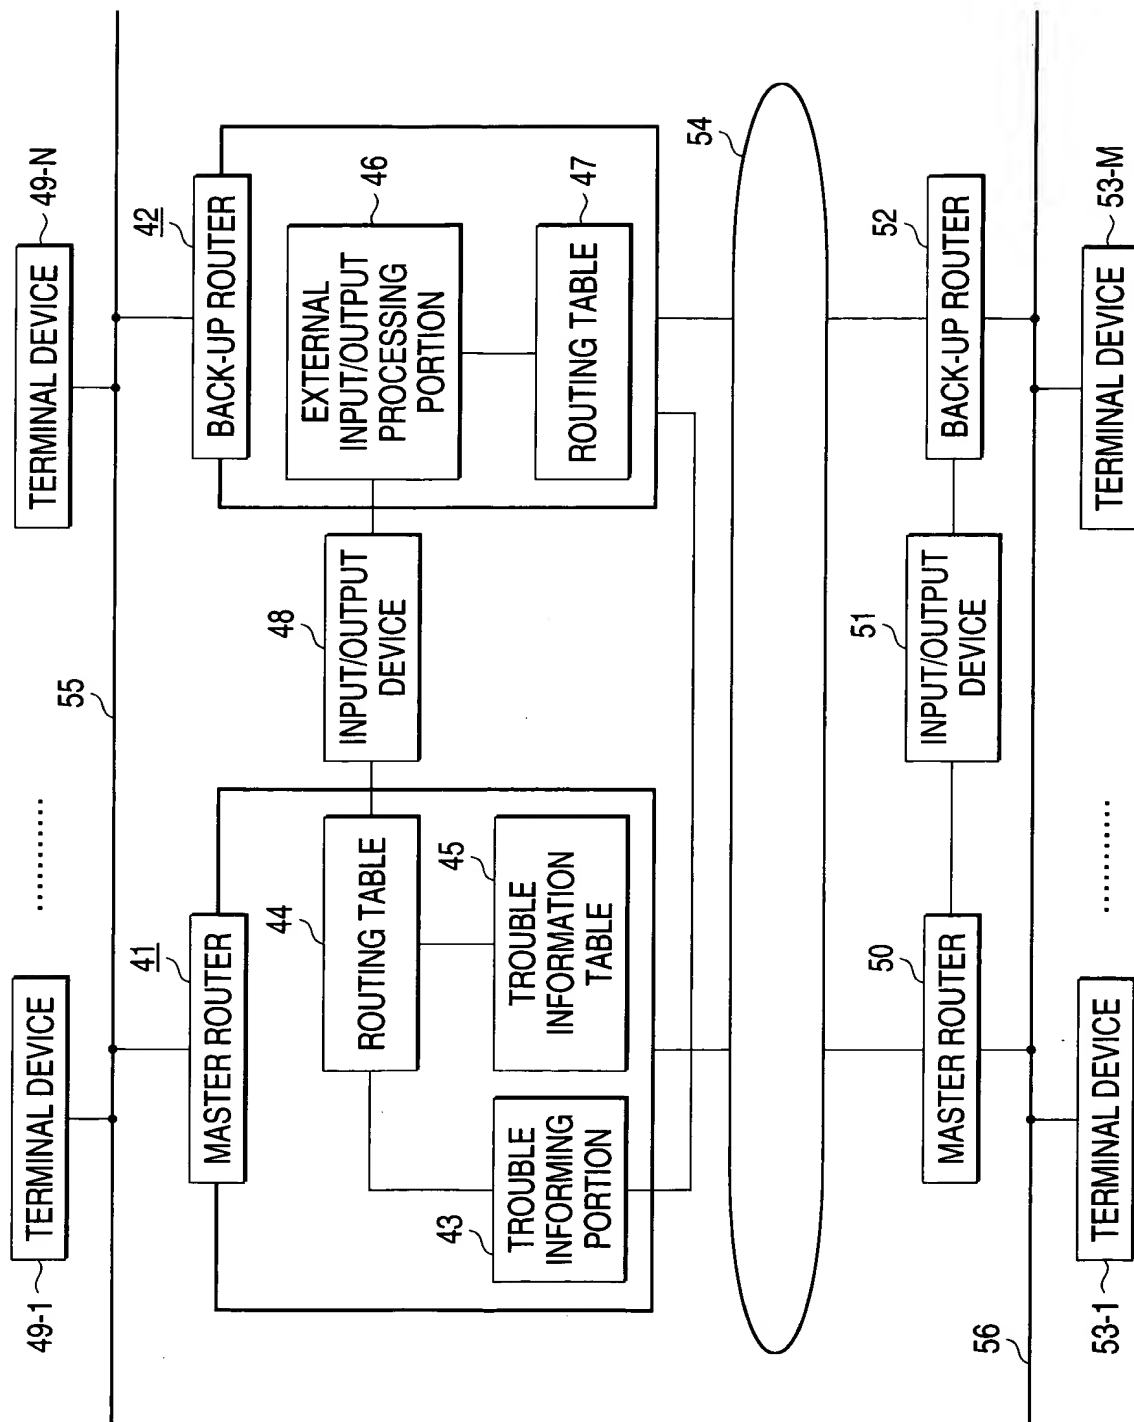 49-1
TERMINAL DEVICE
..........
TERMINAL DEVICE
49-N
55
41
MASTER ROUTER
42
BACK-UP ROUTER
44
ROUTING TABLE
48
INPUT/OUTPUT
DEVICE
EXTERNAL
INPUT/OUTPUT
PROCESSING
PORTION
46
43
TROUBLE
INFORMING
PORTION
45
TROUBLE
INFORMATION
TABLE
ROUTING TABLE
47
54
50
MASTER ROUTER
51
INPUT/OUTPUT
DEVICE
52
BACK-UP ROUTER
56
53-1
TERMINAL DEVICE
..........
TERMINAL DEVICE
53-M